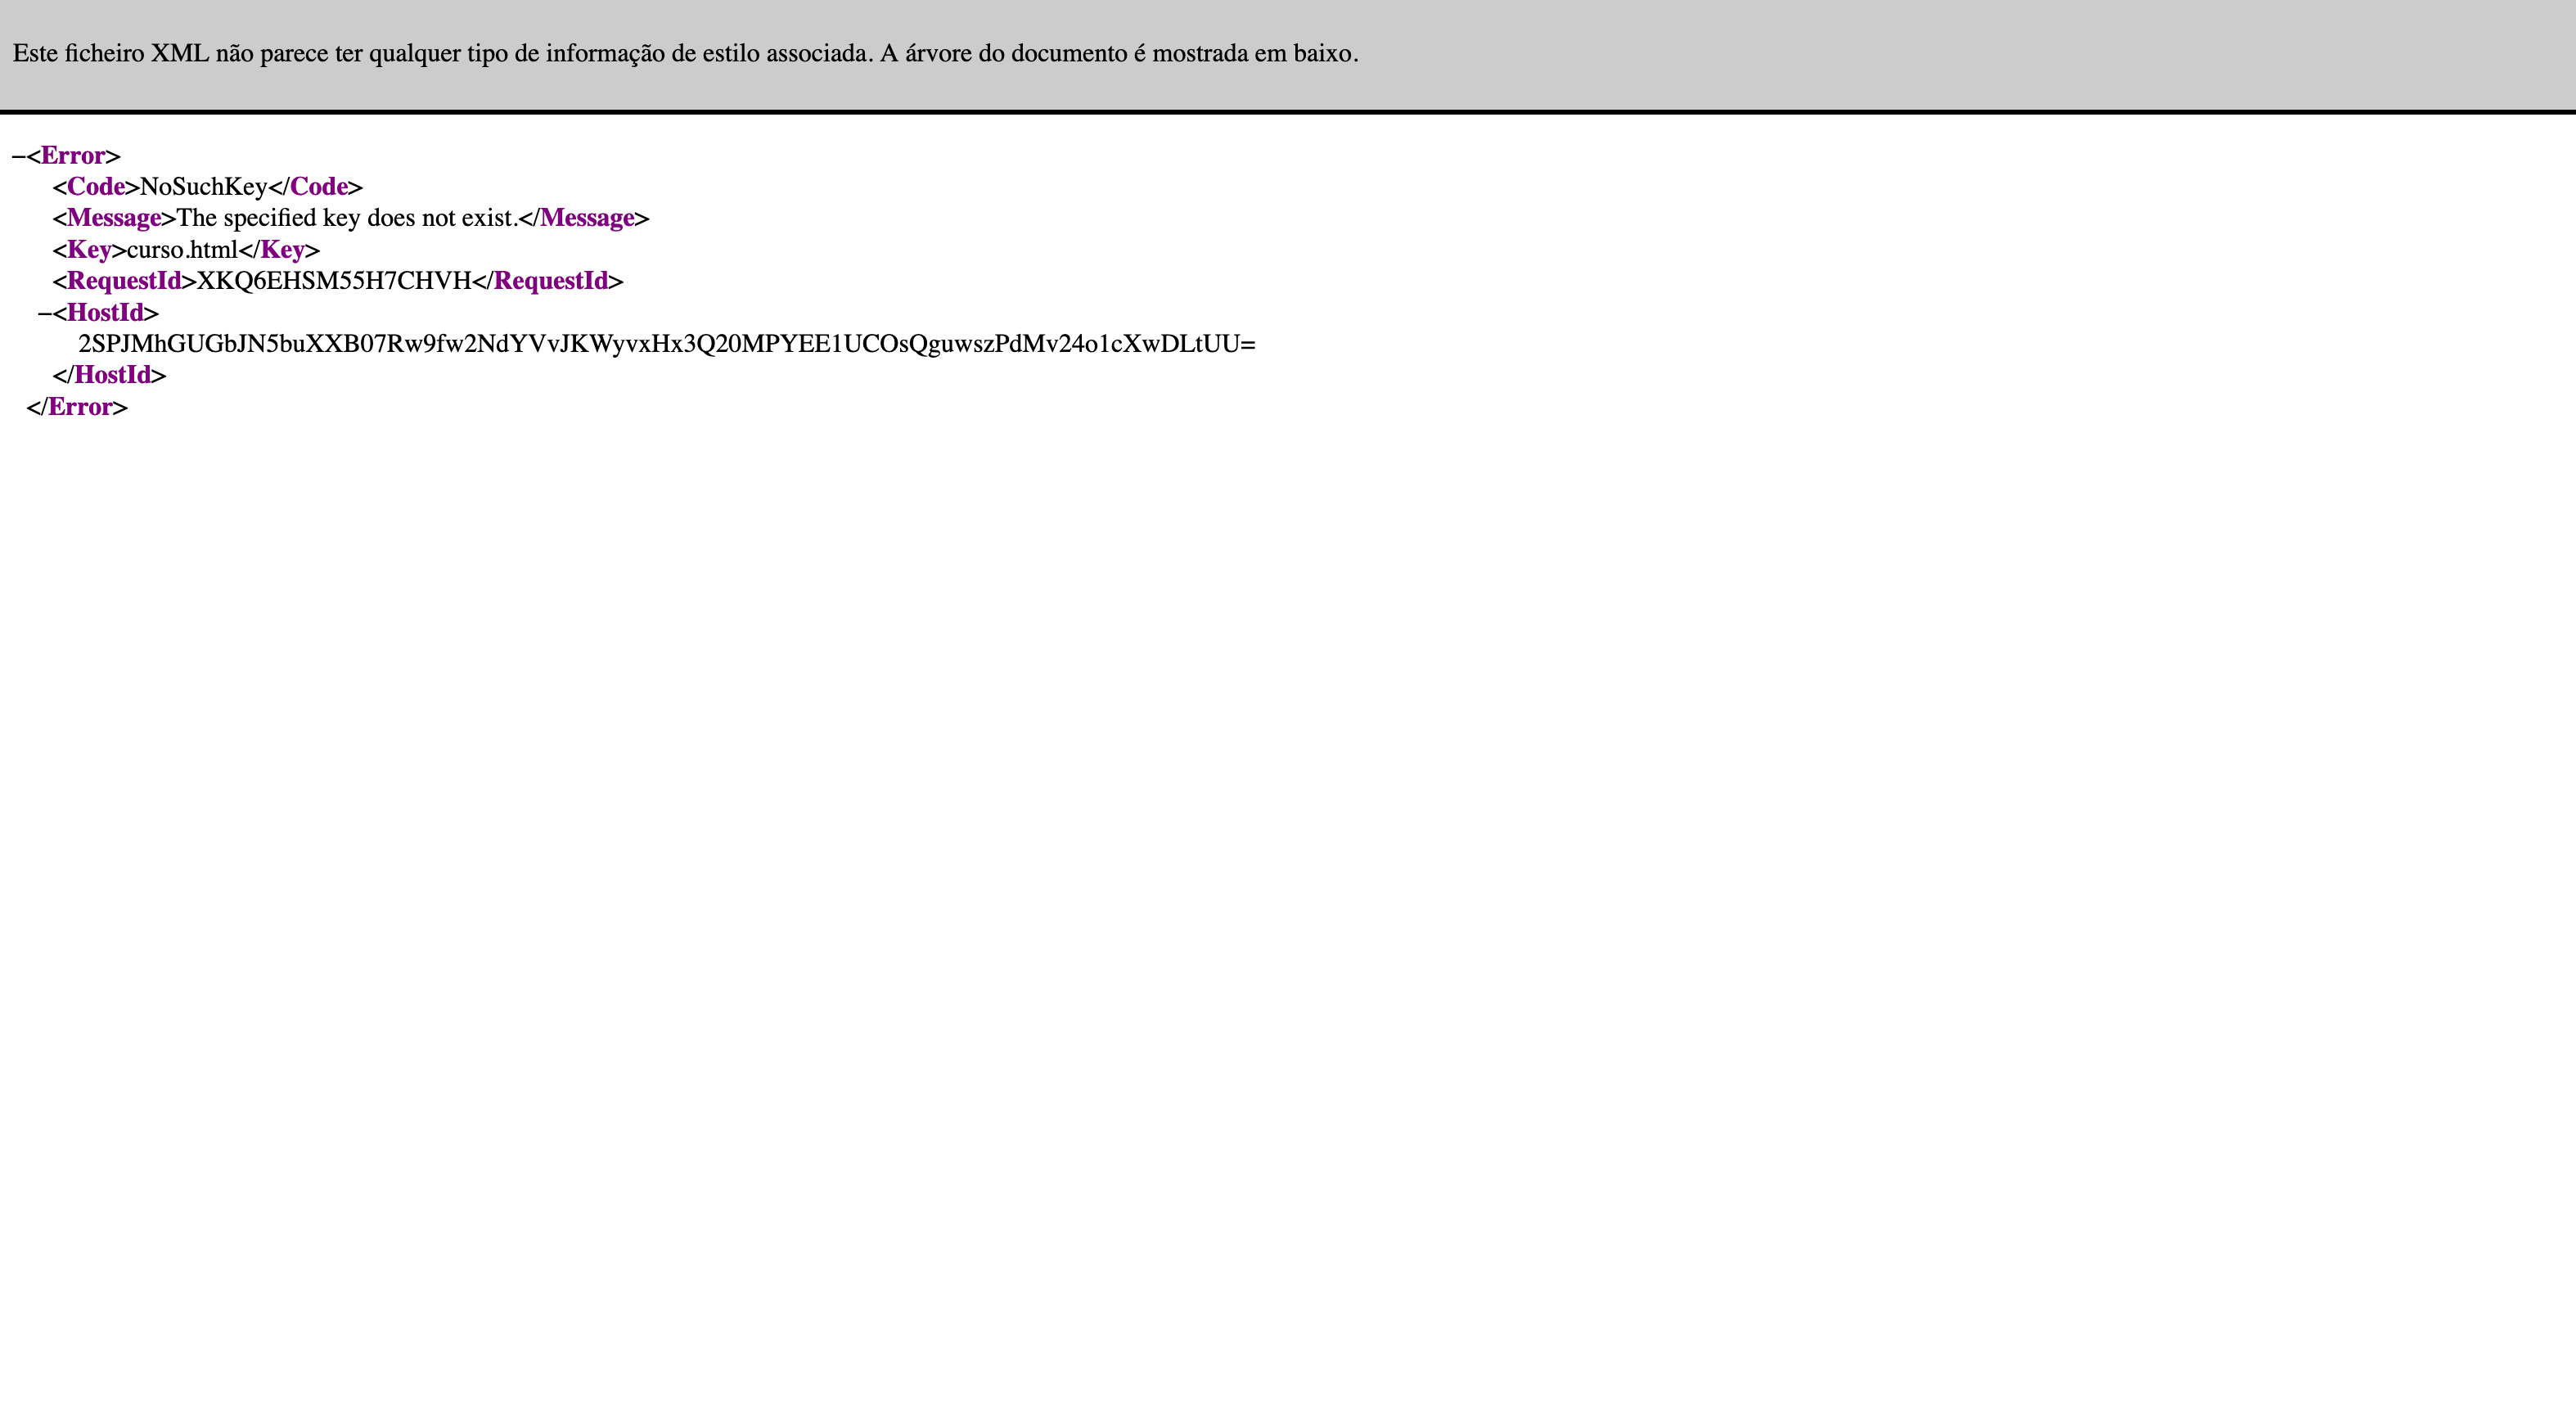 Este ficheiro XML não parece ter qualquer tipo de informação de estilo associada. A árvore do documento é mostrada em baixo.
–<Error>
<Code>NoSuchKey</Code>
<Message>The specified key does not exist.</Message>
<Key>curso.html</Key>
<RequestId>XKQ6EHSM55H7CHVH</RequestId>
–<HostId>
2SPJMhGUGbJN5buXXB07Rw9fw2NdYVvJKWyvxHx3Q20MPYEE1UCOsQguwszPdMv24o1cXwDLtUU=
</HostId>
</Error>